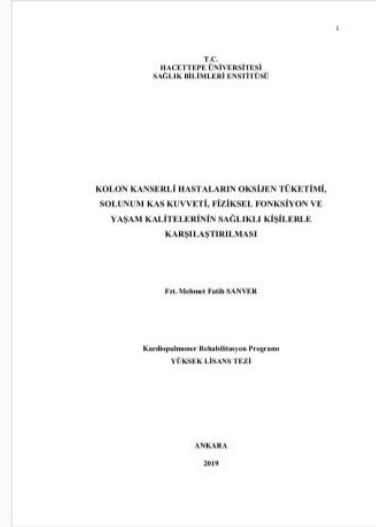 i
T.C.
HACETTEPE ÜNİVERSİTESİ
SAĞLIK BİLİMLERİ ENSTİTÜSÜ
KOLON KANSERLİ HASTALARIN OKSİJEN TÜKETİMİ,
SOLUNUM KAS KUVVETİ, FİZİKSEL FONKSİYON VE
YAŞAM KALİTELERİNİN SAĞLIKLI KİŞİLERLE
KARŞILAŞTIRILMASI
Fzt. Mehmet Fatih SANVER
Kardiopulmoner Rehabilitasyon Programı
YÜKSEK LİSANS TEZİ
ANKARA
2019